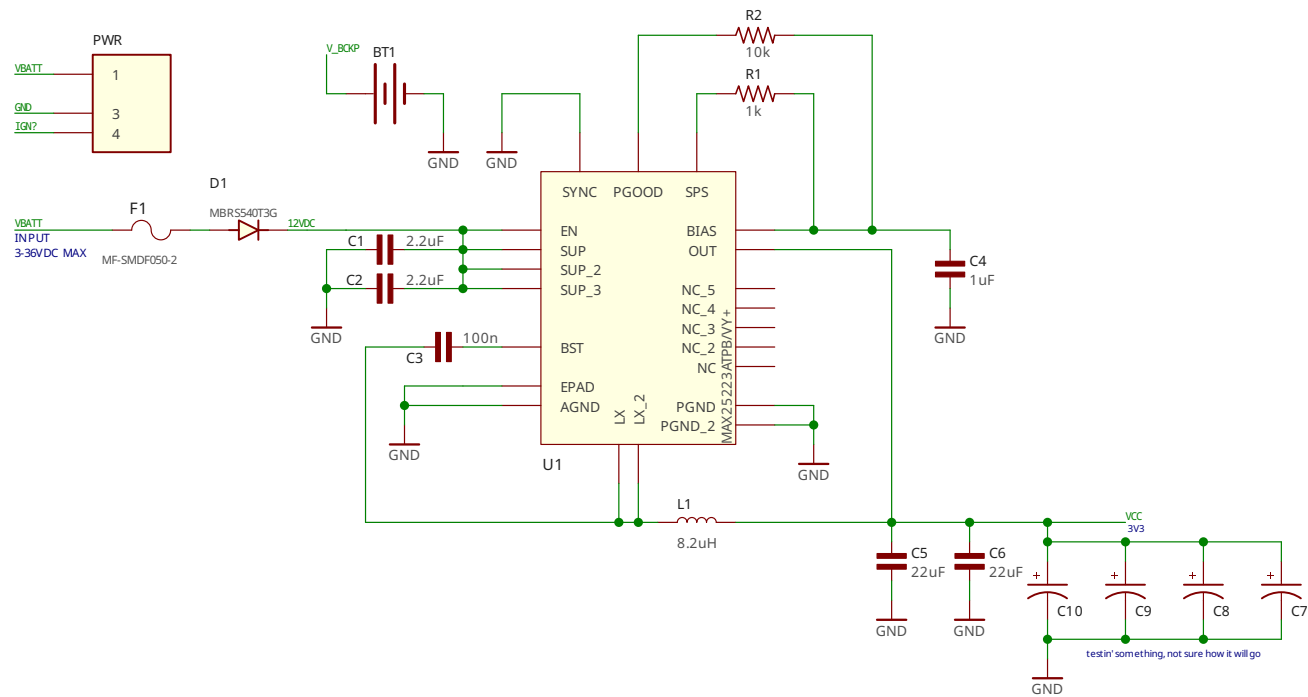 R2
10k
PWR
VBATT
1
GND
3
IGN?
4
V_BCKP
BT1
R1
1k
GND
GND
D1
MBRS540T3G
F1
VBATT
INPUT
3-36VDC MAX
MF-SMDF050-2
12VDC
C1
2.2uF
C2
2.2uF
GND
C3
100n
GND
SYNC
PGOOD
SPS
EN
SUP
SUP_2
SUP_3
BST
EPAD
AGND
LX
LX_2
BIAS
OUT
NC_5
NC_4
NC_3
NC_2
NC
PGND
PGND_2
MAX25223ATPB/VY+
U1
C4
1uF
GND
GND
L1
8.2uH
VCC
3V3
C5
22uF
C6
22uF
GND
GND
+
C10
+
C9
+
C8
+
C7
testin' something, not sure how it will go
GND